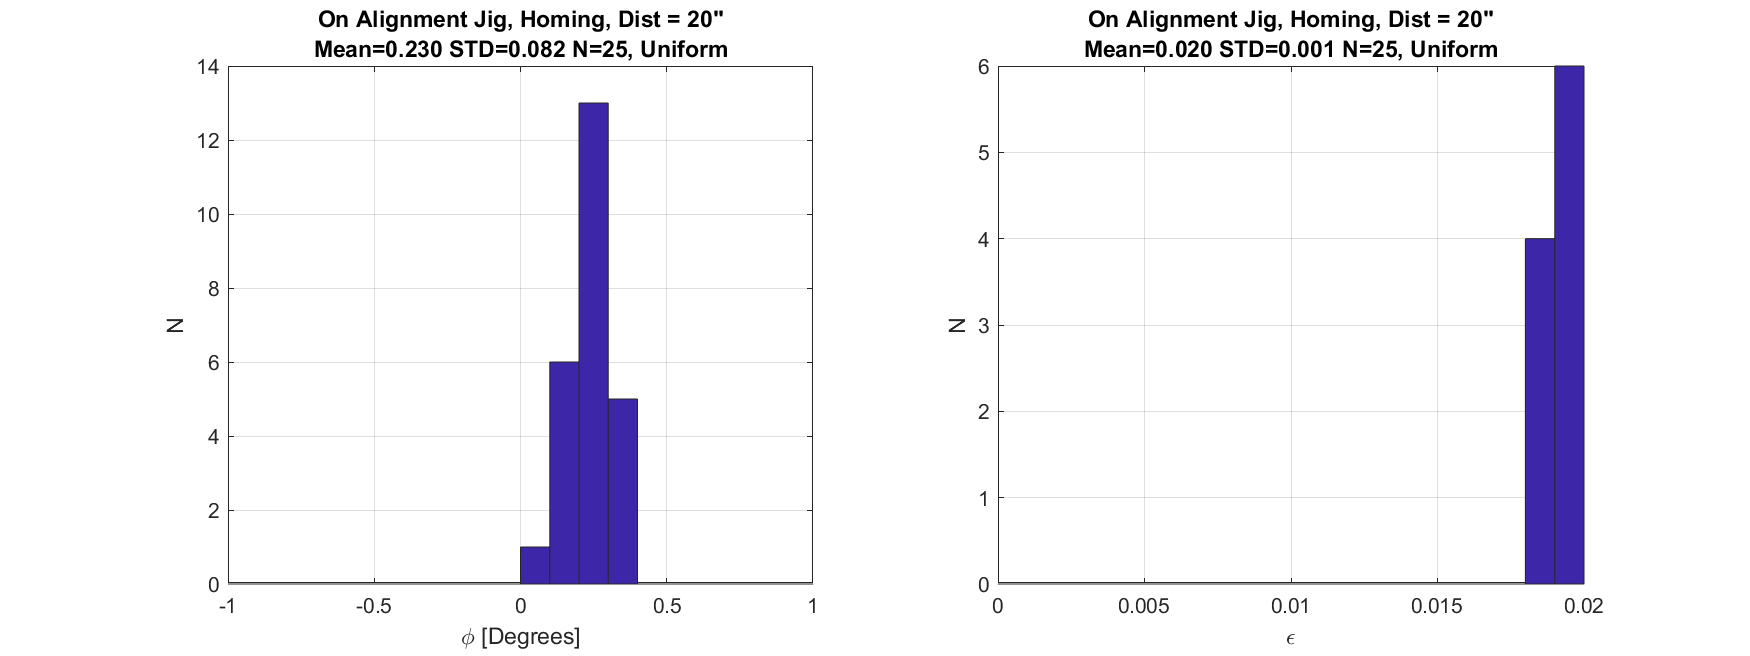 On Alignment Jig, Homing, Dist = 20"
Mean=0.230 STD=0.082 N=25, Uniform
14
12
10
8
6
4
2
0
N
-1 -0.5 0 0.5 1
ϕ [Degrees]
On Alignment Jig, Homing, Dist = 20"
Mean=0.020 STD=0.001 N=25, Uniform
6
5
4
3
2
1
0
N
0 0.005 0.01 0.015 0.02
ϵ